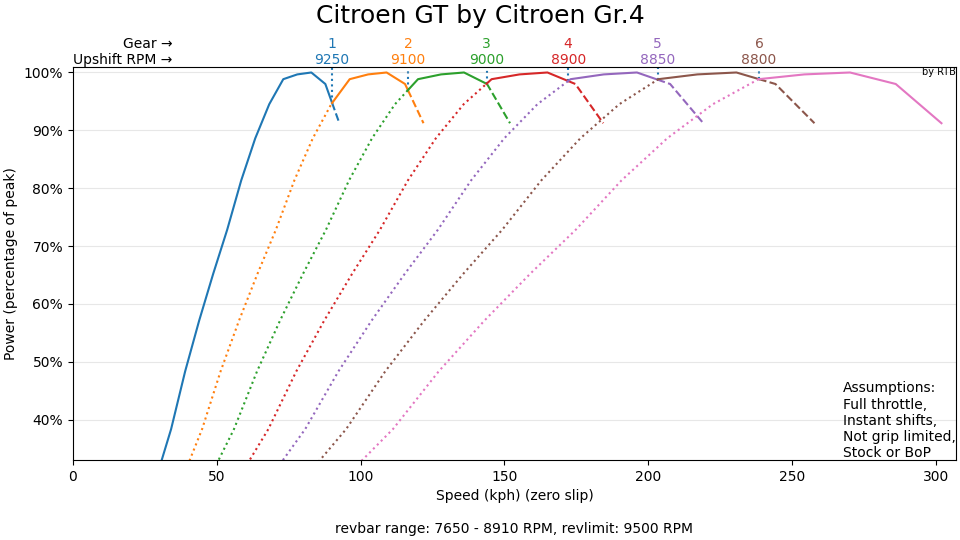 Citroen GT by Citroen Gr.4
Gear → 1 2 3 4 5 6
Upshift RPM → 9250 9100 9000 8900 8850 8800
by RTB
100%
90%
80%
70%
60%
50%
40%
Power (percentage of peak)
Assumptions:
Full throttle,
Instant shifts,
Not grip limited,
Stock or BoP
0 50 100 150 200 250 300
Speed (kph) (zero slip)
revbar range: 7650 - 8910 RPM, revlimit: 9500 RPM